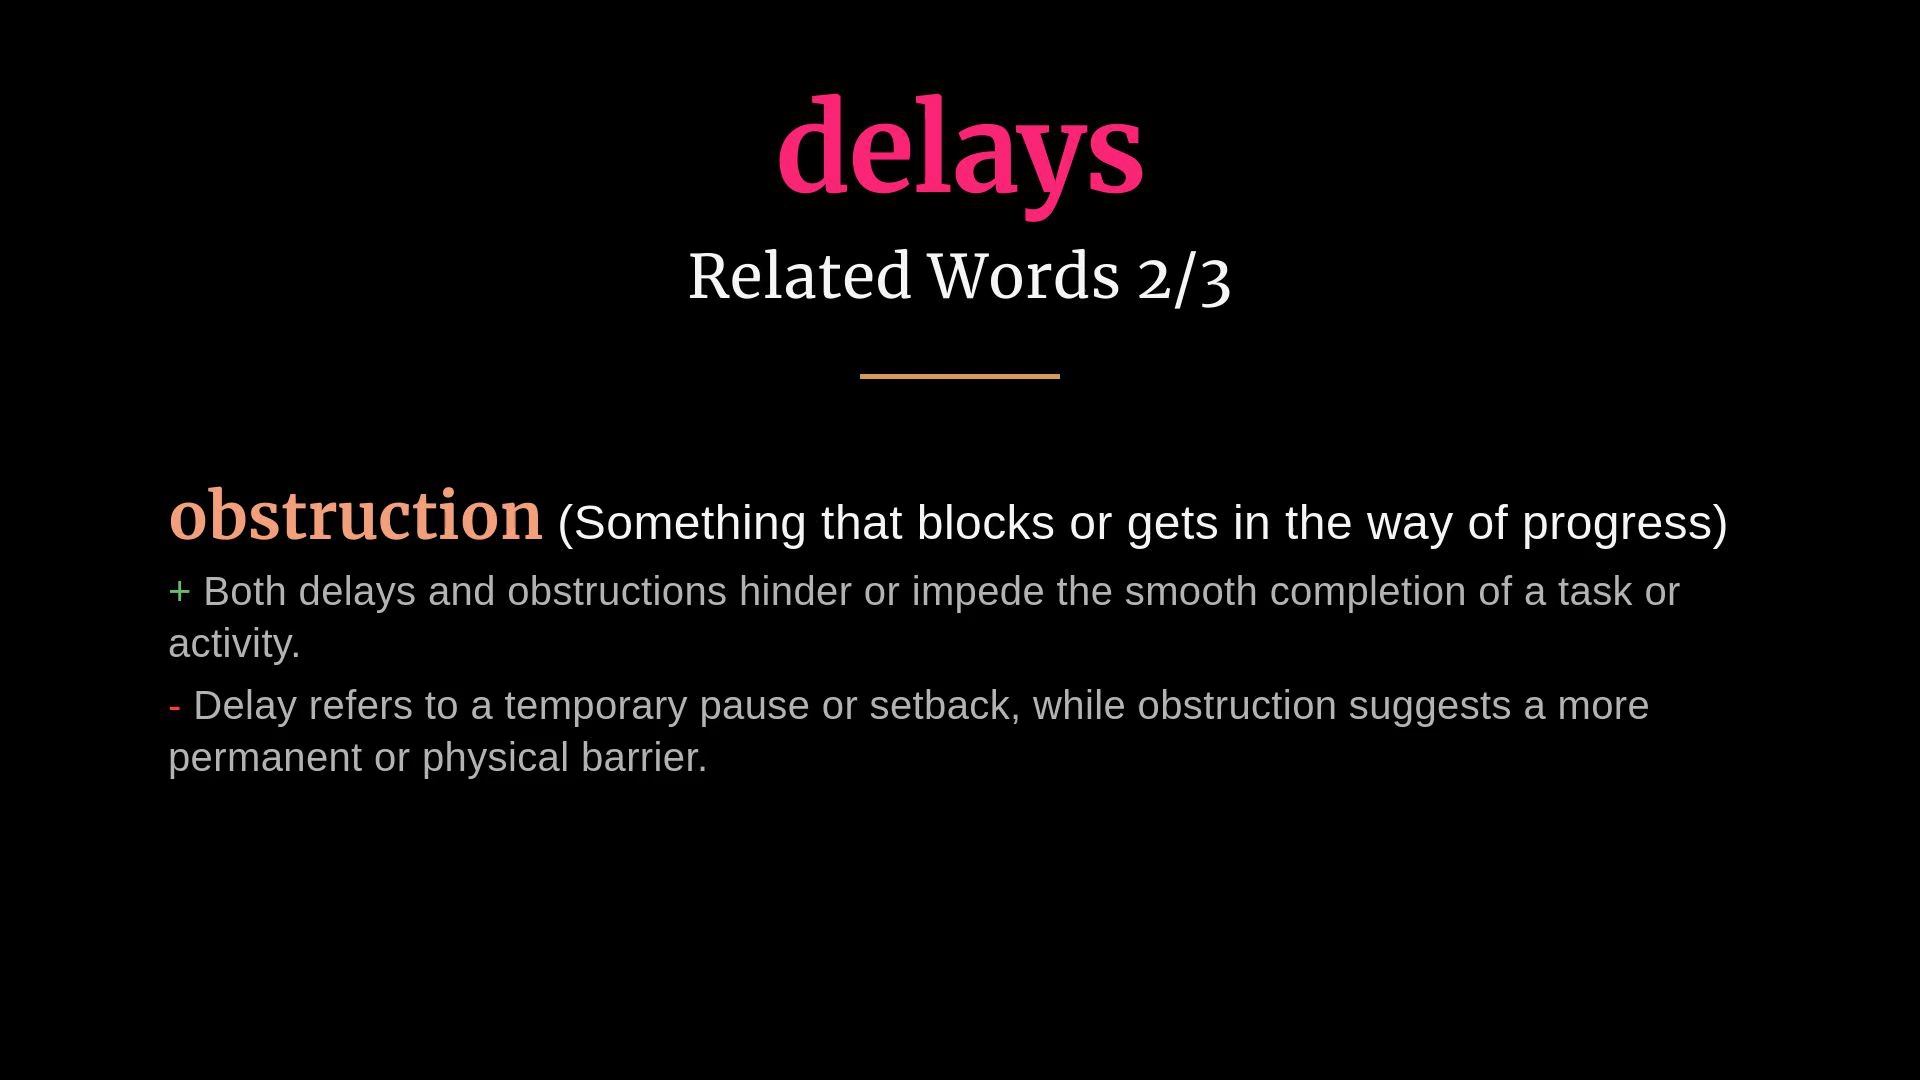 delays
Related Words 2/3
obstruction (Something that blocks or gets in the way of progress)
+ Both delays and obstructions hinder or impede the smooth completion of a task or
activity.
- Delay refers to a temporary pause or setback, while obstruction suggests a more
permanent or physical barrier.